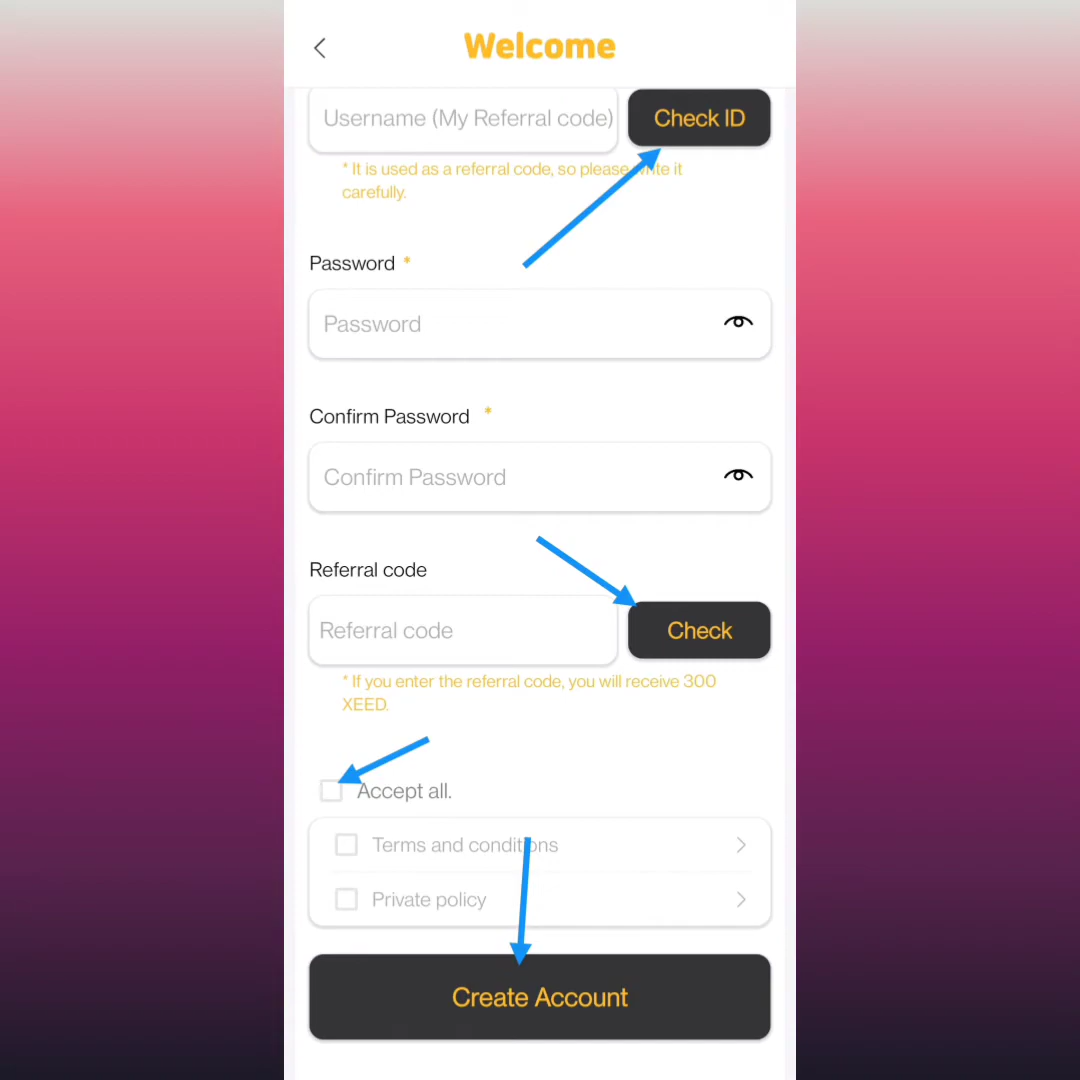 Welcome
Username (My Referral code)
Check ID
* It is used as a referral code, so please write it
carefully.
Password *
Password
Confirm Password *
Confirm Password
Referral code
Referral code
Check
* If you enter the referral code, you will receive 300
XEED.
Accept all.
Terms and conditions
Private policy
Create Account